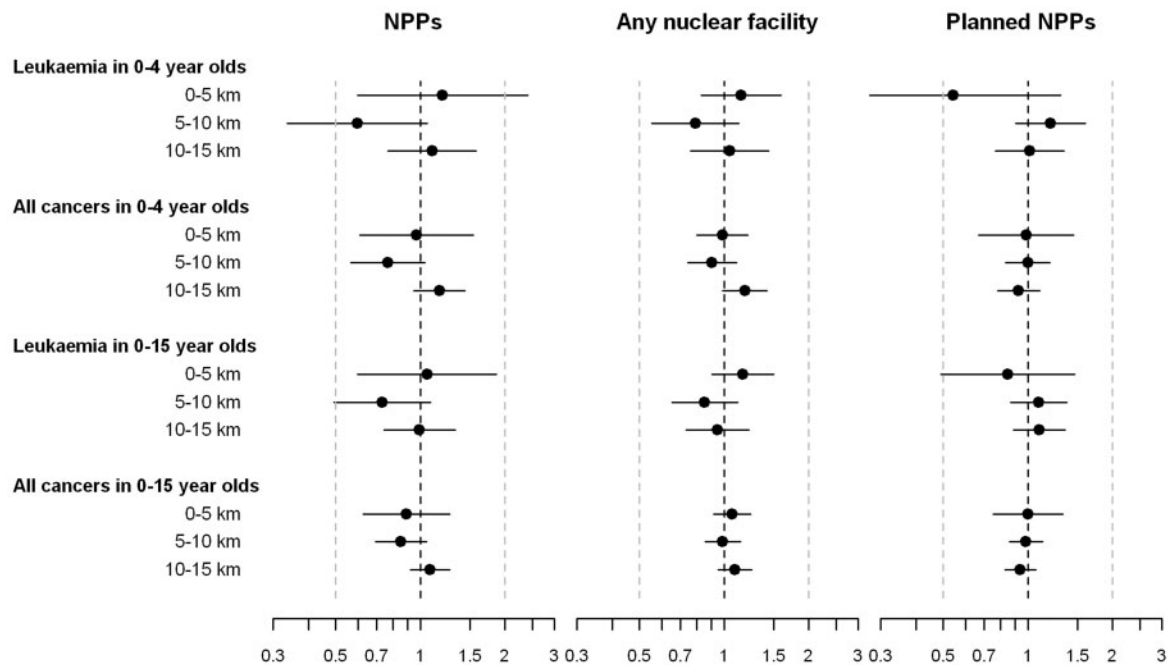 NPPs Any nuclear facility Planned NPPs
Leukaemia in 0-4 year olds
0-5 km
5-10 km
10-15 km
All cancers in 0-4 year olds
0-5 km
5-10 km
10-15 km
Leukaemia in 0-15 year olds
0-5 km
5-10 km
10-15 km
All cancers in 0-15 year olds
0-5 km
5-10 km
10-15 km
0.3 0.5 0.7 1 1.5 2 3 0.3 0.5 0.7 1 1.5 2 3 0.3 0.5 0.7 1 1.5 2 3